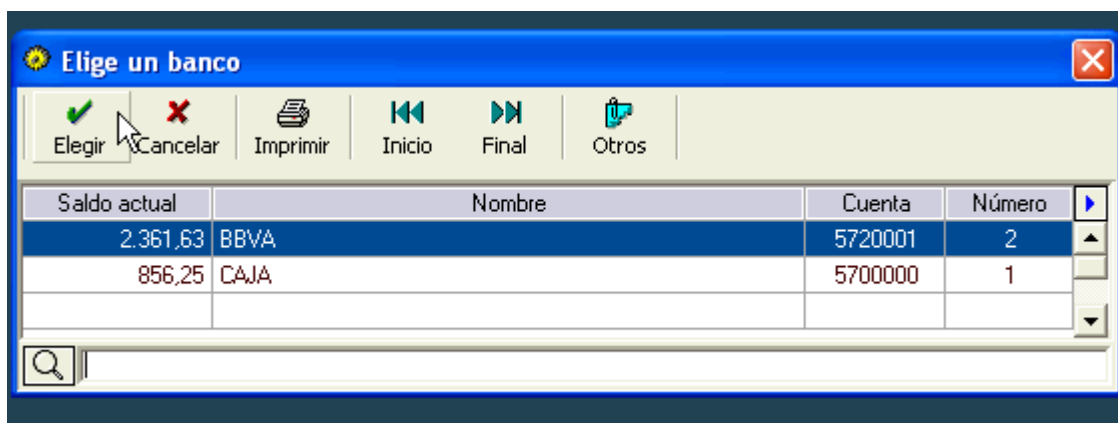 Elige un banco
Elegir Cancelar Imprimir Inicio Final Otros
Saldo actual Nombre Cuenta Número
2.361,63 BBVA 5720001 2
856,25 CAJA 5700000 1